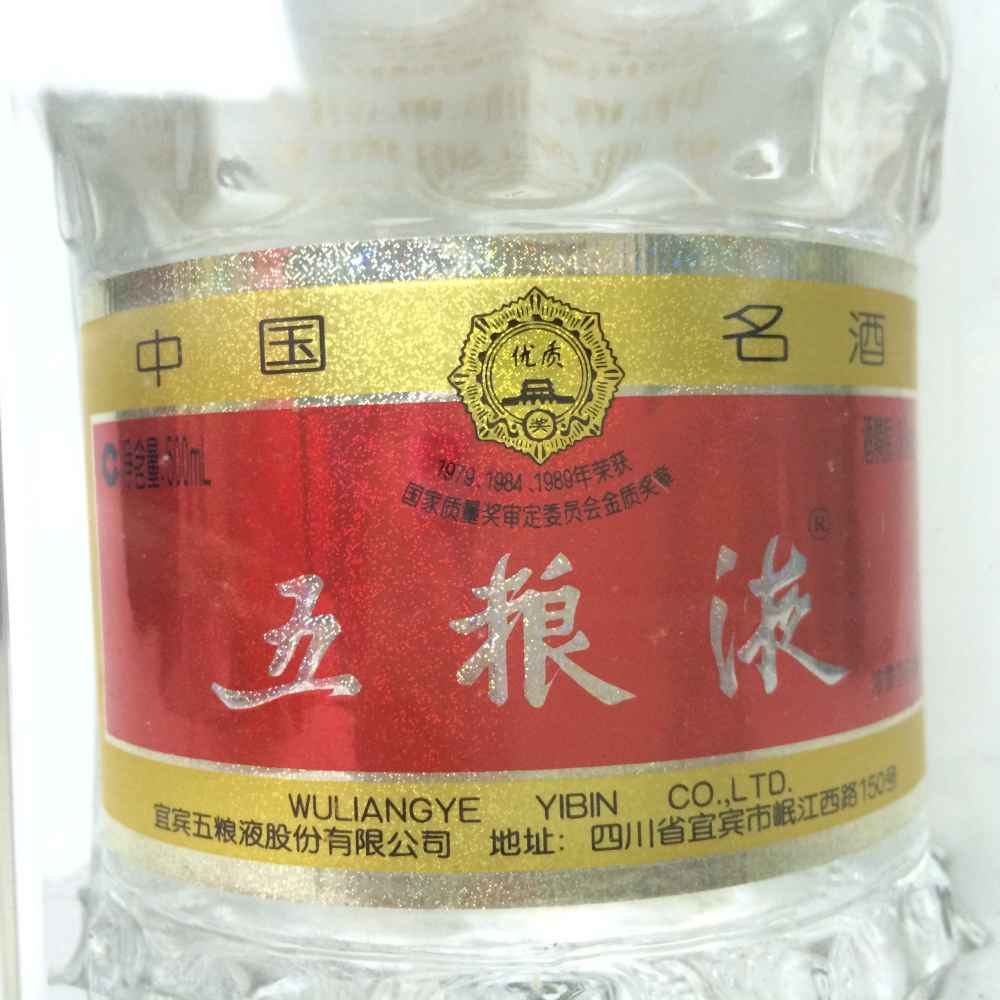 中国 名酒
优质
奖
净含量:500mL
1979、1984、1989年荣获
国家质量奖审定委员会金质奖章
五粮液®
WULIANGYE YIBIN CO.,LTD.
宜宾五粮液股份有限公司 地址:四川省宜宾市岷江西路150号